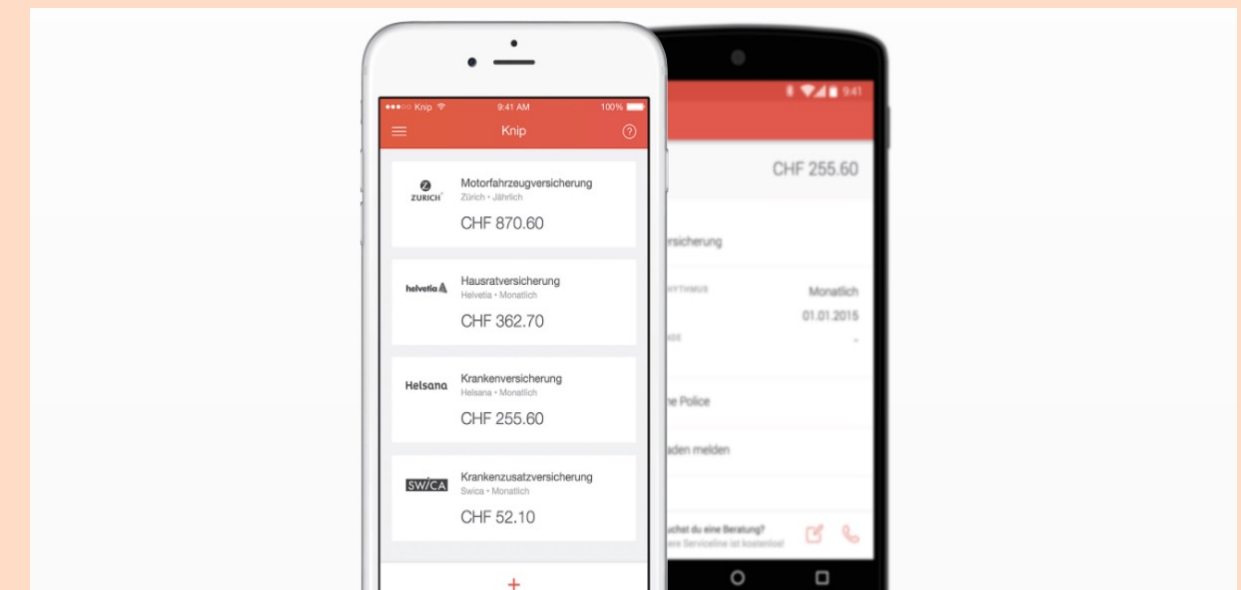 Knip 9:41 AM 100%
Knip
?
ZURICH
Motorfahrzeugversicherung
Zürich • Jährlich
CHF 870.60
helvetia
Hausratversicherung
Helvetia • Monatlich
CHF 362.70
Helsana
Krankenversicherung
Helsana • Monatlich
CHF 255.60
SWICA
Krankenzusatzversicherung
Swica • Monatlich
CHF 52.10
+
9:41
CHF 255.60
rsicherung
HYTHMUS Monatlich
01.01.2015
-
ne Police
aden melden
uchst du eine Beratung?
ere Serviceline ist kostenlos!